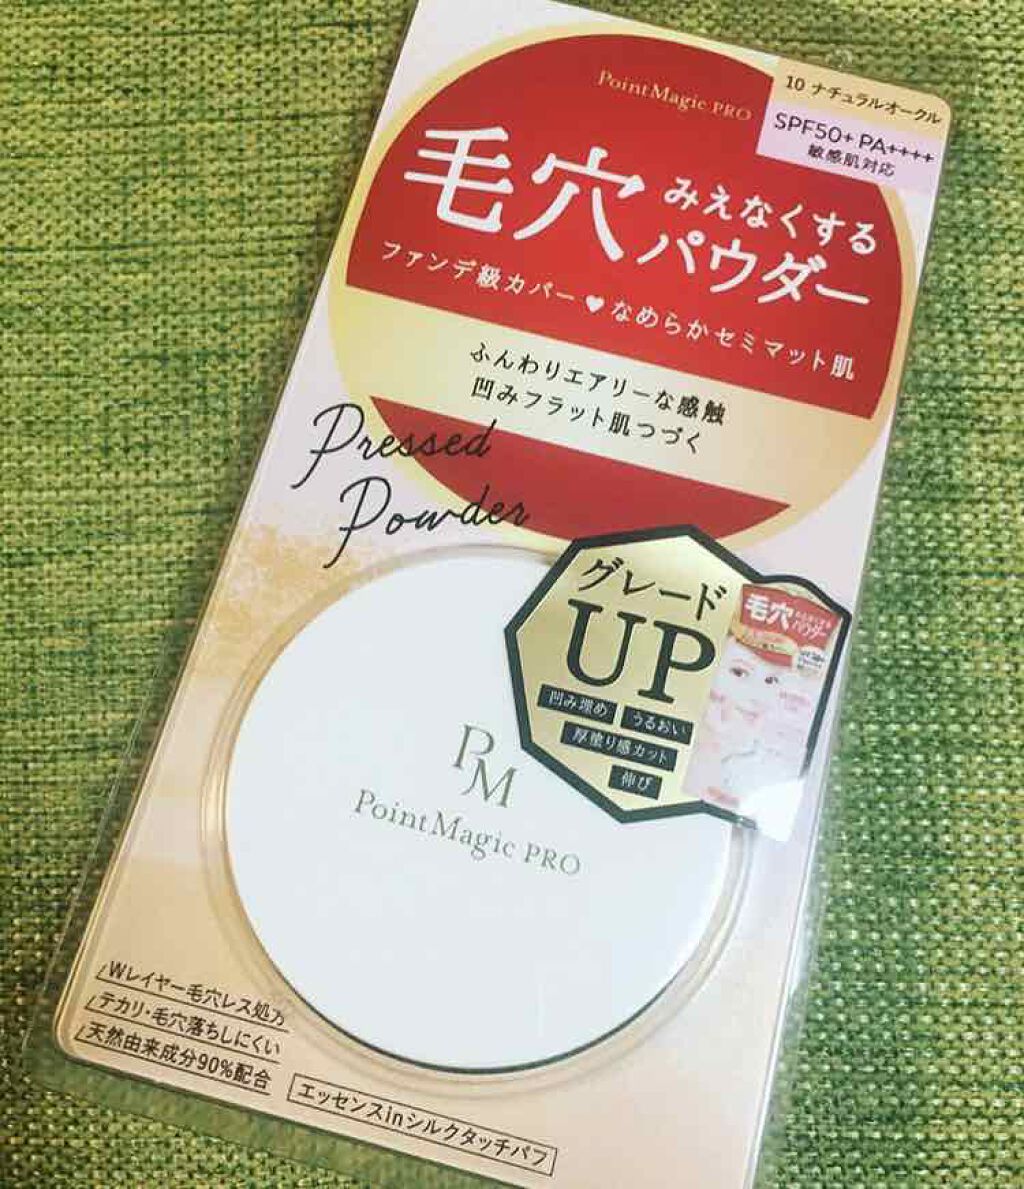 PointMagic PRO
10 ナチュラルオークル
SPF50+ PA++++
敏感肌対応
毛穴みえなくする
パウダー
ファンデ級カバー♥なめらかセミマット肌
ふんわりエアリーな感触
凹みフラット肌つづく
Pressed
Powder
グレード
UP
凹み埋め うるおい
厚塗り感カット
伸び
毛穴
パウダー
PM
PointMagic PRO
Wレイヤー毛穴レス処方
テカリ・毛穴落ちしにくい
天然由来成分90%配合
エッセンスinシルクタッチパフ